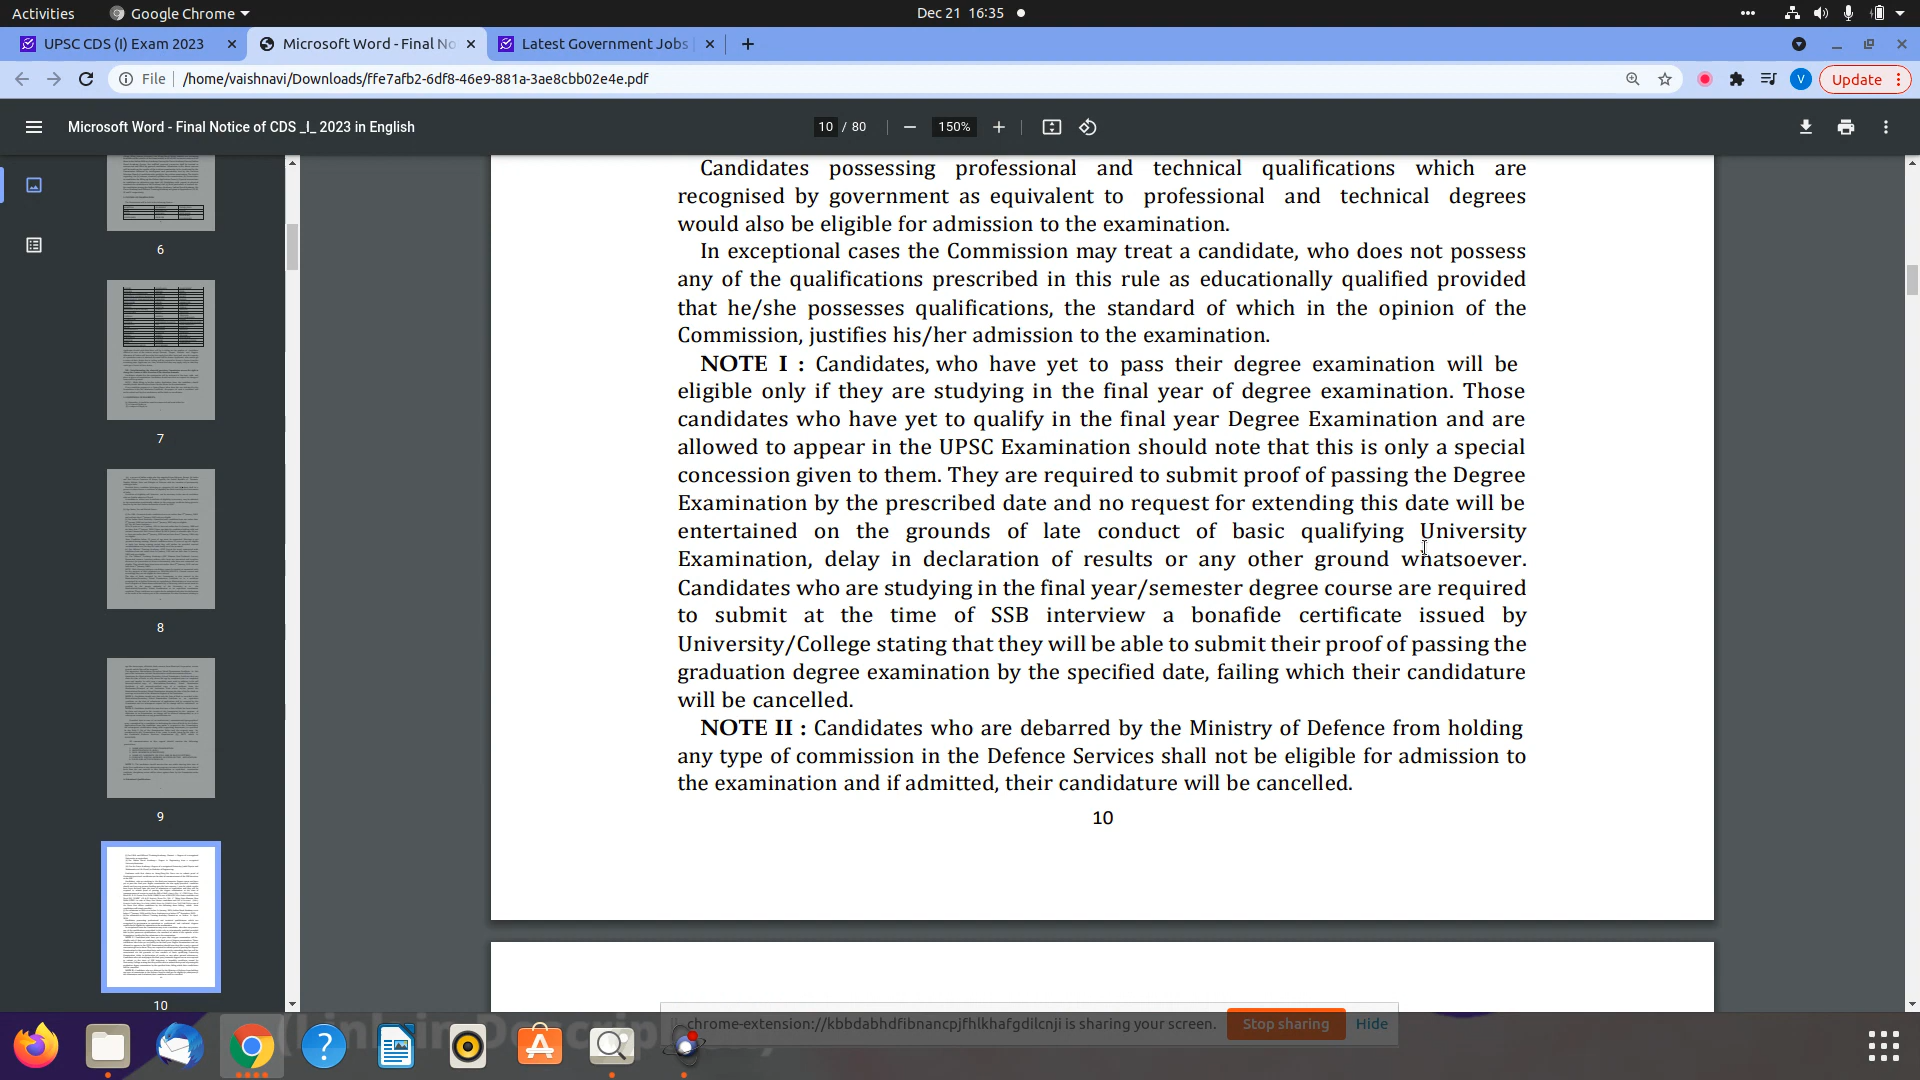 Activities
Google Chrome
Dec 21 16:35
UPSC CDS (I) Exam 2023
Microsoft Word - Final No
Latest Government Jobs
File
/home/vaishnavi/Downloads/ffe7afb2-6df8-46e9-881a-3ae8cbb02e4e.pdf
V
Update
Microsoft Word - Final Notice of CDS _I_ 2023 in English
10 / 80
150%
6
7
8
9
10
Candidates possessing professional and technical qualifications which are
recognised by government as equivalent to professional and technical degrees
would also be eligible for admission to the examination.
In exceptional cases the Commission may treat a candidate, who does not possess
any of the qualifications prescribed in this rule as educationally qualified provided
that he/she possesses qualifications, the standard of which in the opinion of the
Commission, justifies his/her admission to the examination.
NOTE I : Candidates, who have yet to pass their degree examination will be
eligible only if they are studying in the final year of degree examination. Those
candidates who have yet to qualify in the final year Degree Examination and are
allowed to appear in the UPSC Examination should note that this is only a special
concession given to them. They are required to submit proof of passing the Degree
Examination by the prescribed date and no request for extending this date will be
entertained on the grounds of late conduct of basic qualifying University
Examination, delay in declaration of results or any other ground whatsoever.
Candidates who are studying in the final year/semester degree course are required
to submit at the time of SSB interview a bonafide certificate issued by
University/College stating that they will be able to submit their proof of passing the
graduation degree examination by the specified date, failing which their candidature
will be cancelled.
NOTE II : Candidates who are debarred by the Ministry of Defence from holding
any type of commission in the Defence Services shall not be eligible for admission to
the examination and if admitted, their candidature will be cancelled.
10
chrome-extension://kbbdabhdfibnancpjfhlkhafgdilcnji is sharing your screen.
Stop sharing
Hide